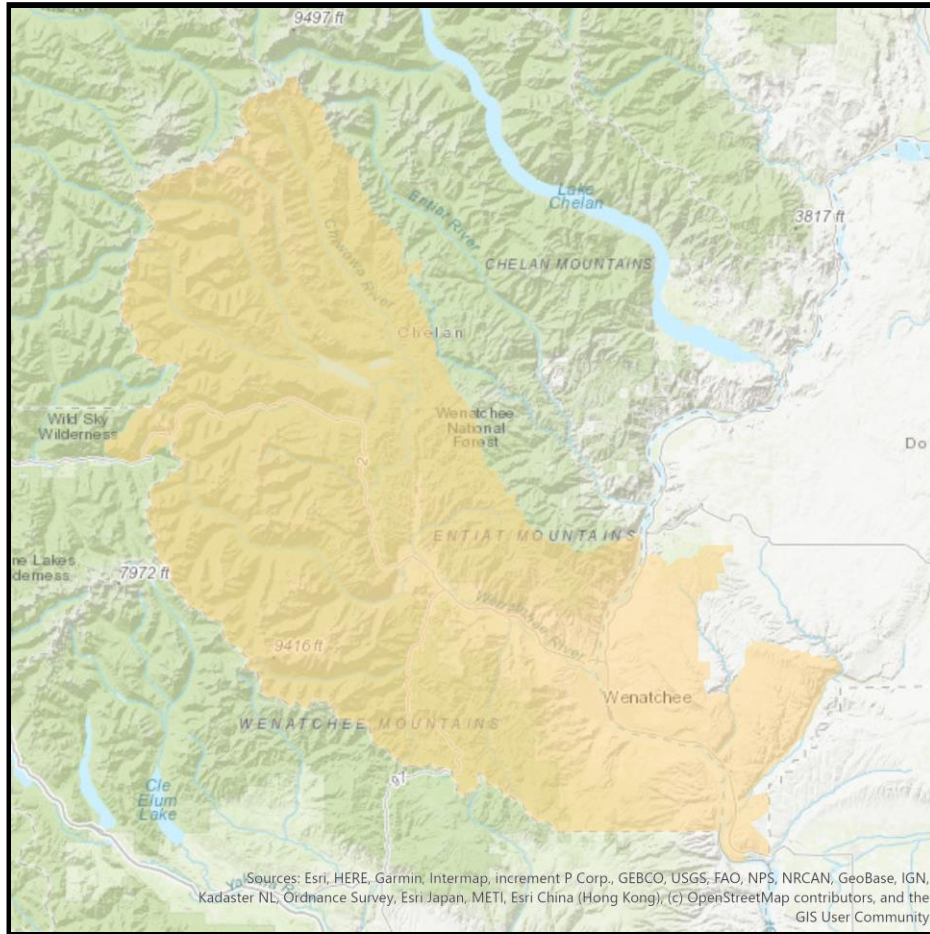 9497 ft
Lake
Chelan
3817 ft
Entiat River
Chiwawa River
CHELAN MOUNTAINS
Chelan
Wild Sky
Wilderness
Wenatchee
National
Forest
Do
2
ENTIAT MOUNTAINS
ne Lakes
derness
7972 ft
Wenatchee River
9416 ft
Wenatchee
WENATCHEE MOUNTAINS
97
Cle
Elum
Lake
Yakima River
Sources: Esri, HERE, Garmin, Intermap, increment P Corp., GEBCO, USGS, FAO, NPS, NRCAN, GeoBase, IGN,
Kadaster NL, Ordnance Survey, Esri Japan, METI, Esri China (Hong Kong), (c) OpenStreetMap contributors, and the
GIS User Community